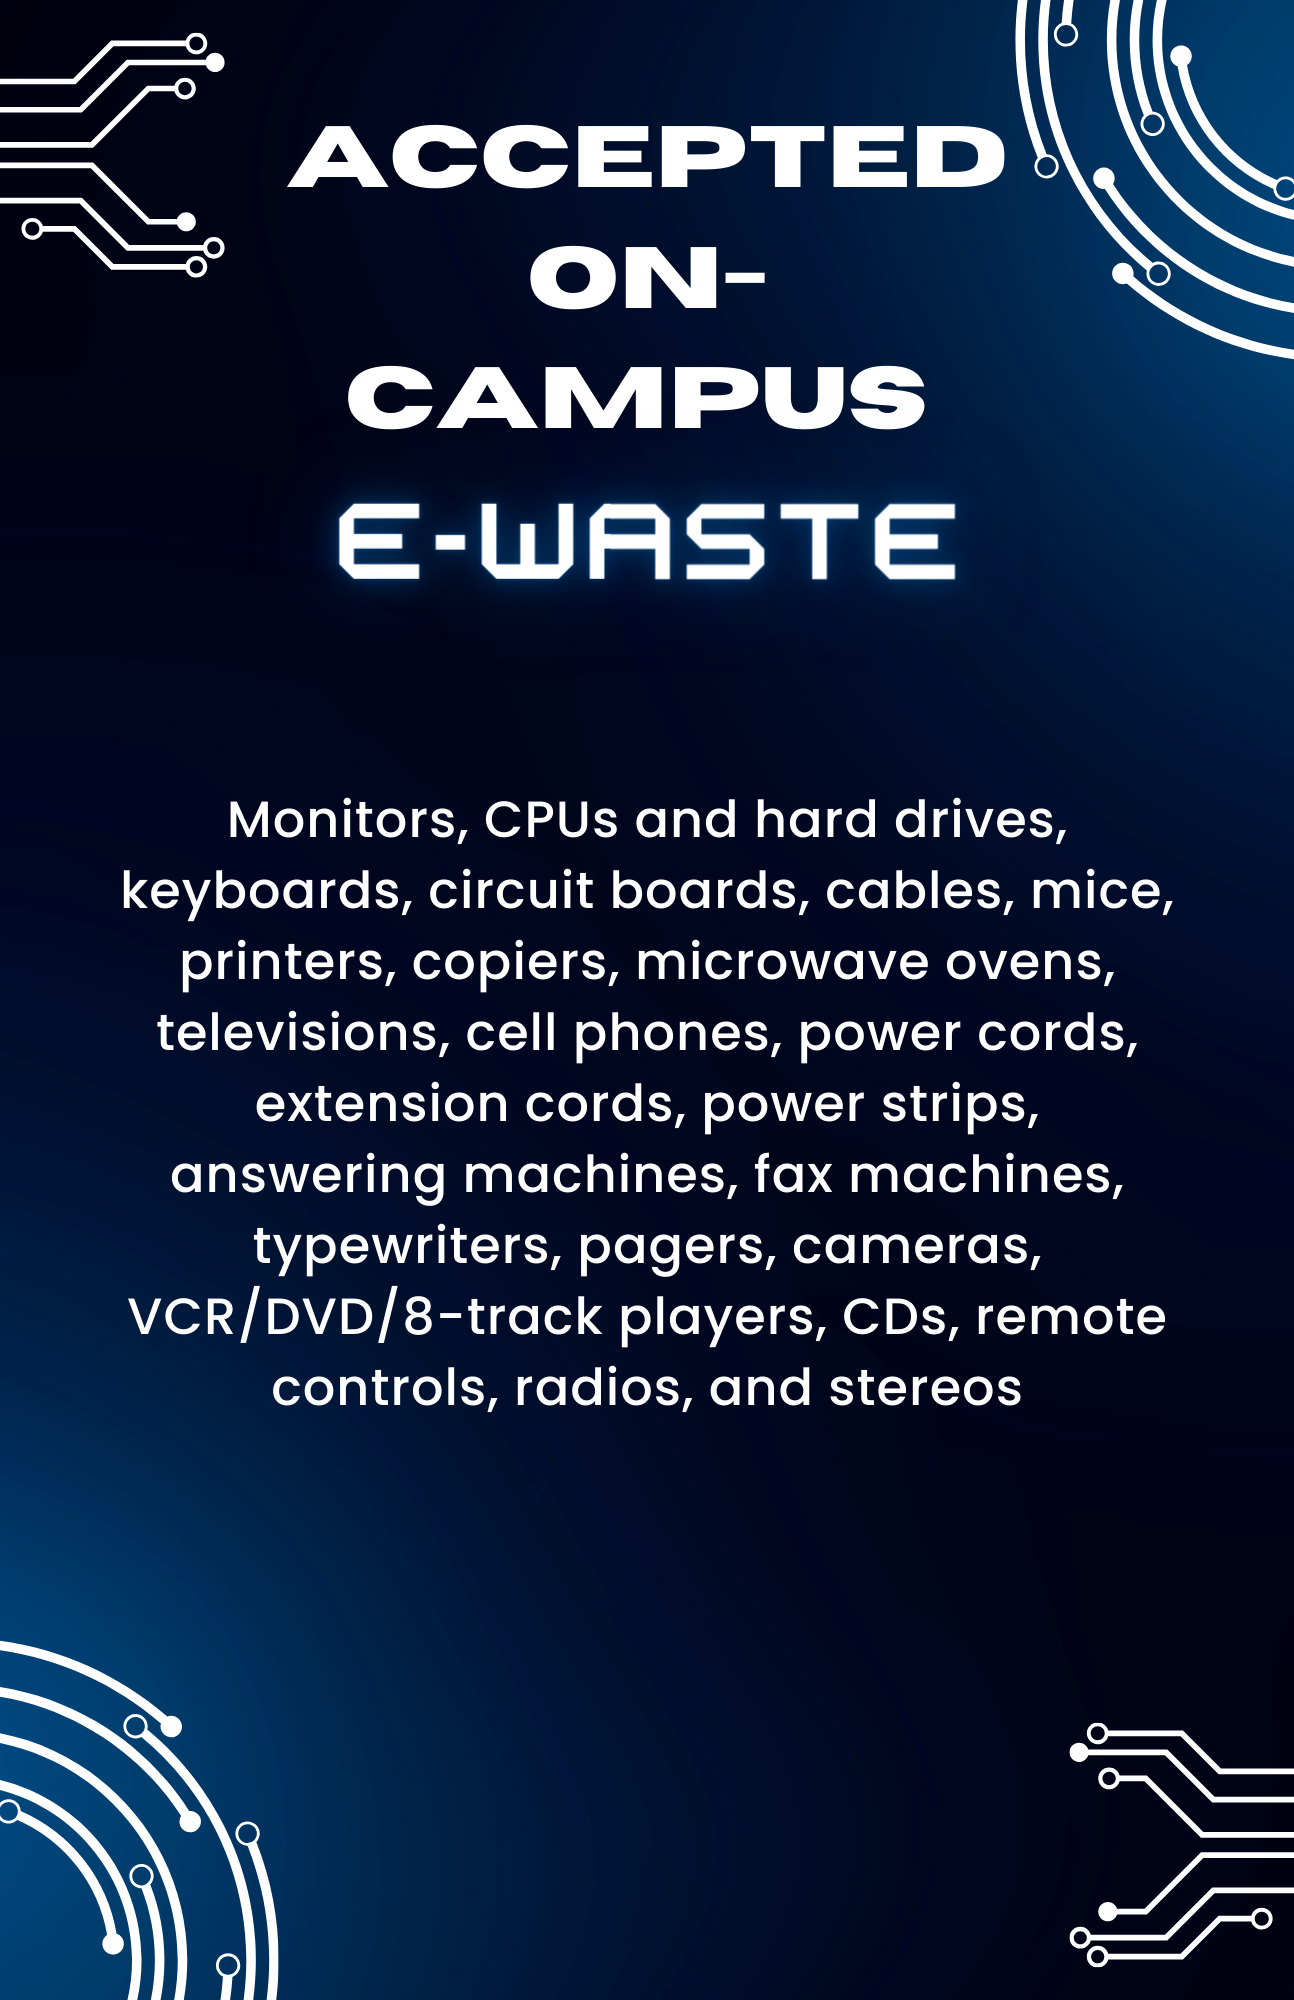 ACCEPTED
ON-
CAMPUS
E-WASTE
Monitors, CPUs and hard drives,
keyboards, circuit boards, cables, mice,
printers, copiers, microwave ovens,
televisions, cell phones, power cords,
extension cords, power strips,
answering machines, fax machines,
typewriters, pagers, cameras,
VCR/DVD/8-track players, CDs, remote
controls, radios, and stereos